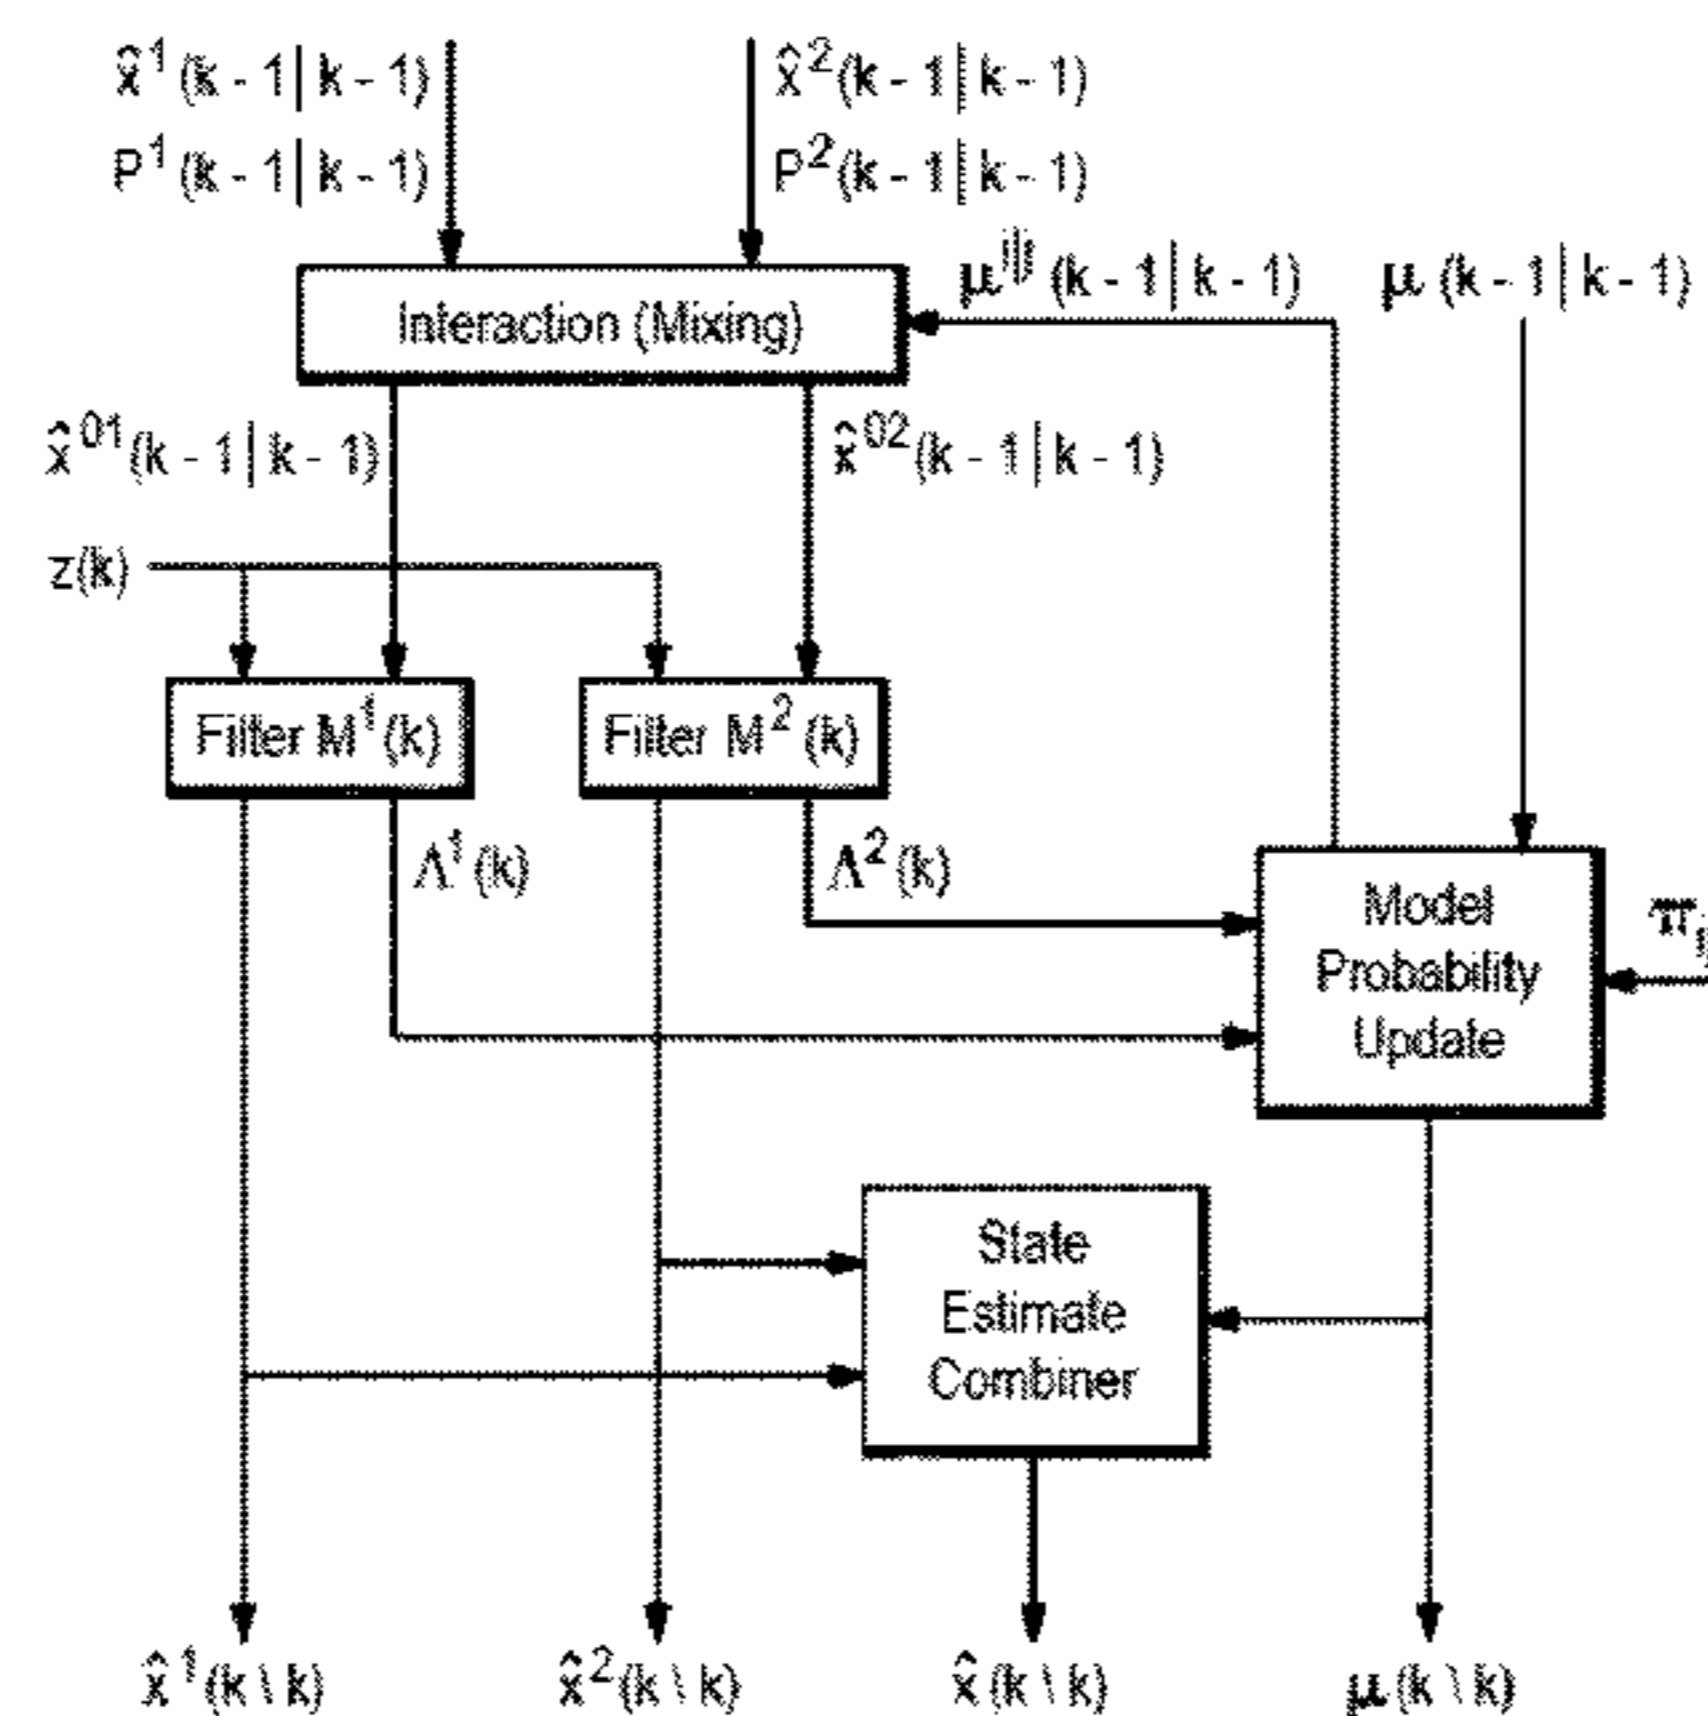 x̂¹(k - 1 | k - 1)
x̂²(k - 1 | k - 1)
P¹(k - 1 | k - 1)
P²(k - 1 | k - 1)
μ^{i|j} (k - 1 | k - 1)
μ (k - 1 | k - 1)
Interaction (Mixing)
x̂⁰¹(k - 1 | k - 1)
x̂⁰²(k - 1 | k - 1)
z(k)
Filter M¹(k)
Filter M²(k)
Λ¹(k)
Λ²(k)
Model
Probability
Update
State
Estimate
Combiner
x̂¹(k \ k)
x̂²(k \ k)
x̂(k \ k)
μ(k \ k)